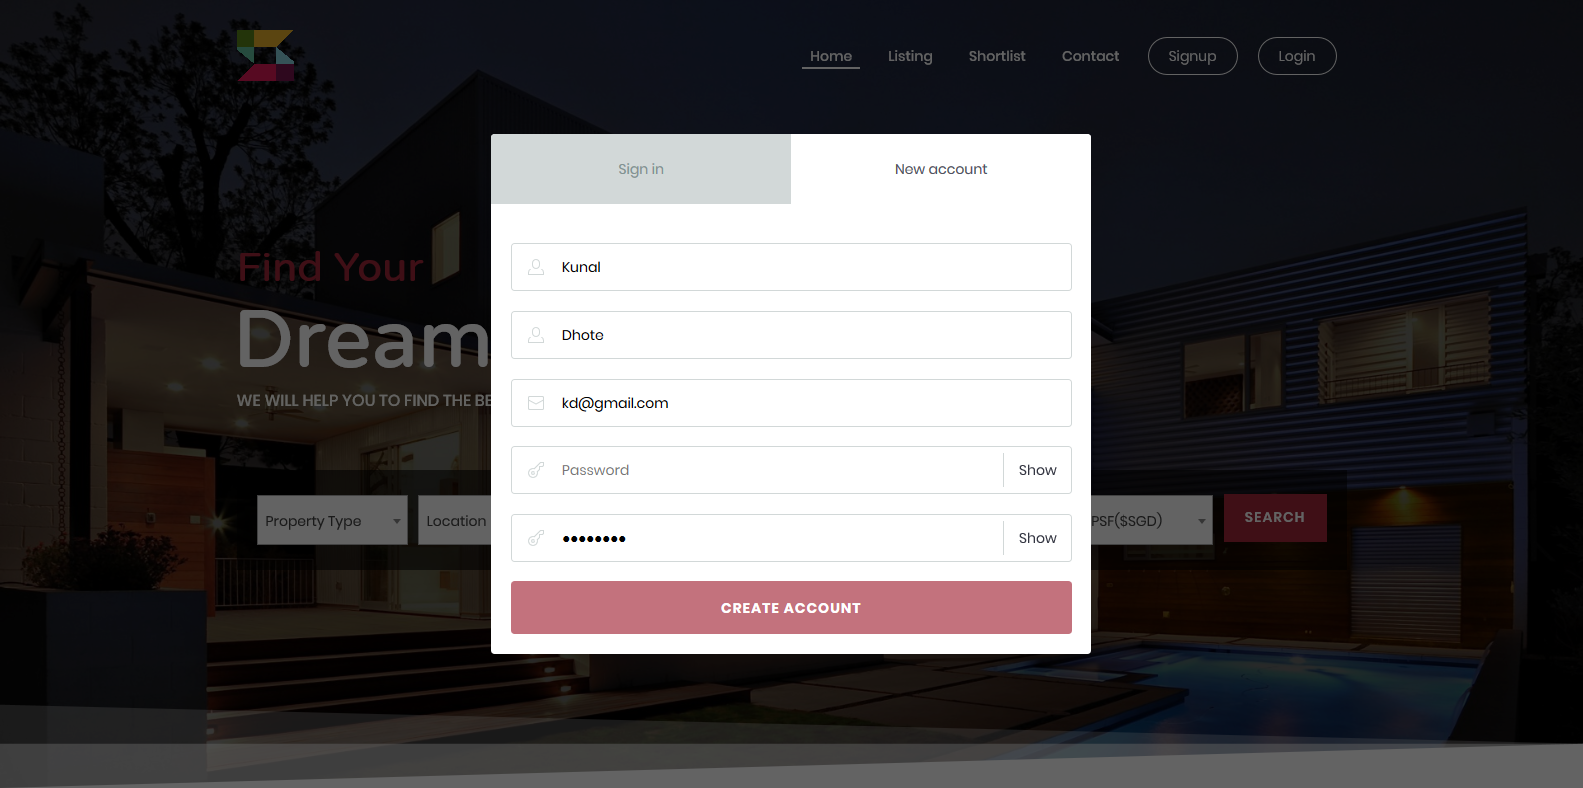 Home Listing Shortlist Contact Signup Login
Sign in New account
Find Your
Dream
WE WILL HELP YOU TO FIND THE BE
Kunal
Dhote
kd@gmail.com
Password Show
•••••••• Show
Property Type Location PSF($SGD) SEARCH
CREATE ACCOUNT